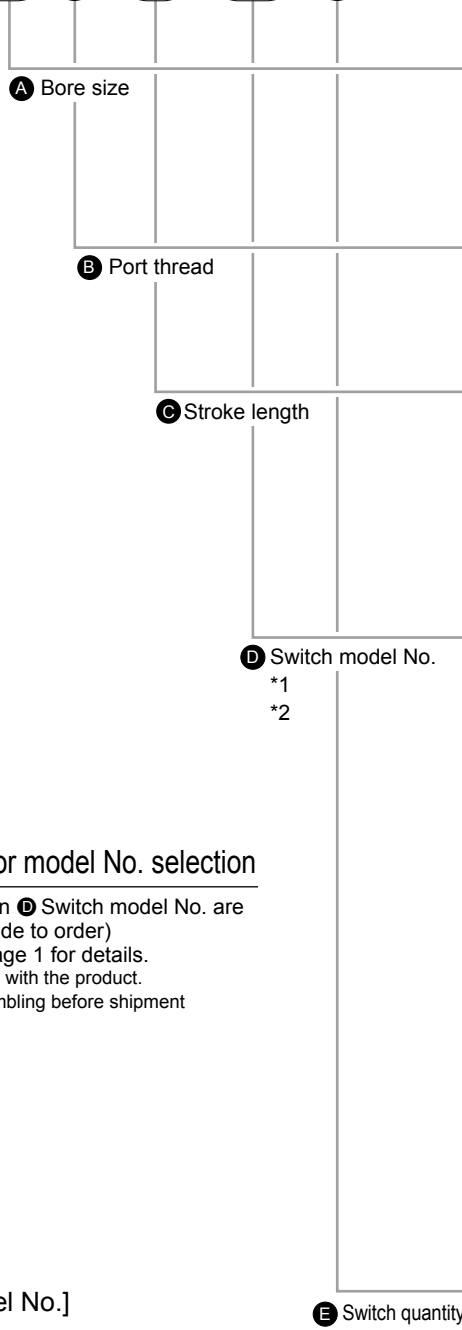 A Bore size
B Port thread
C Stroke length
D Switch model No.
*1
*2
or model No. selection
n D Switch model No. are
de to order)
age 1 for details.
with the product.
mbling before shipment
el No.]
E Switch quantity